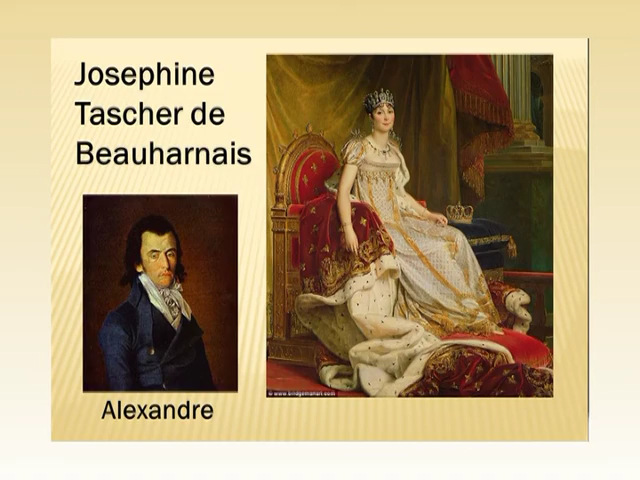 Josephine
Tascher de
Beauharnais
Alexandre
© www.bridgemanart.com